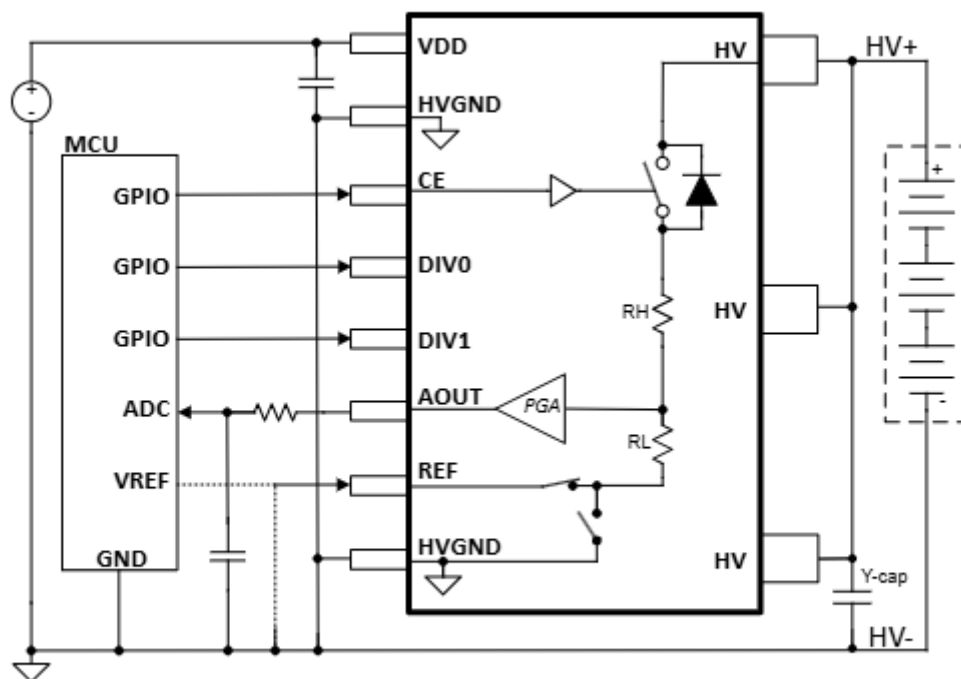 VDD
HV
HV+
+
-
HVGND
MCU
GPIO
CE
+
GPIO
DIV0
RH
HV
GPIO
DIV1
ADC
AOUT
PGA
RL
-
VREF
REF
GND
HVGND
HV
Y-cap
HV-